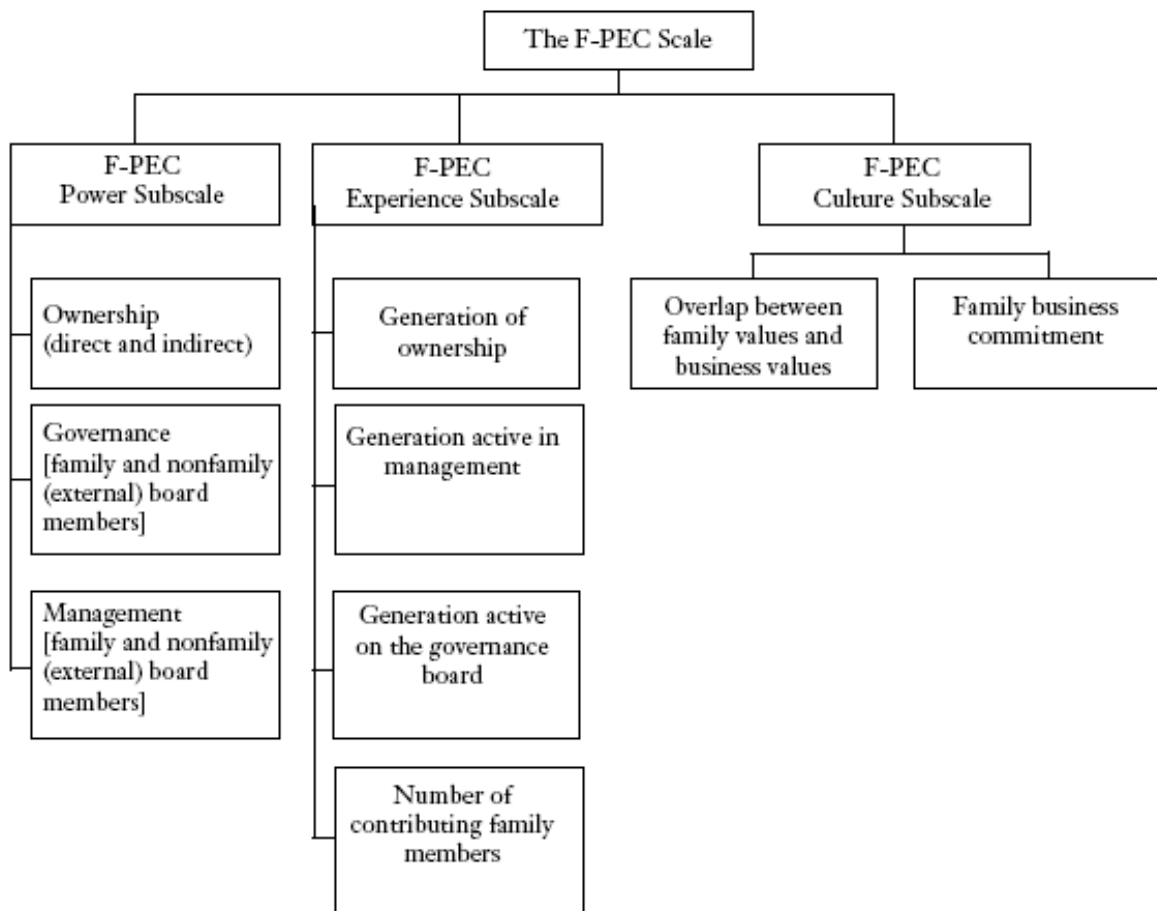 The F-PEC Scale
F-PEC
Power Subscale
F-PEC
Experience Subscale
F-PEC
Culture Subscale
Ownership
(direct and indirect)
Governance
[family and nonfamily
(external) board
members]
Management
[family and nonfamily
(external) board
members]
Generation of
ownership
Generation active in
management
Generation active
on the governance
board
Number of
contributing family
members
Overlap between
family values and
business values
Family business
commitment